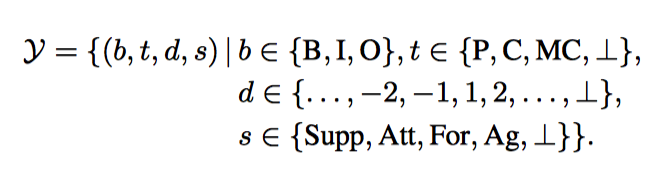 𝒴 = {(b, t, d, s) | b ∈ {B, I, O}, t ∈ {P, C, MC, ⊥},
d ∈ {. . . , −2, −1, 1, 2, . . . , ⊥},
s ∈ {Supp, Att, For, Ag, ⊥}}.